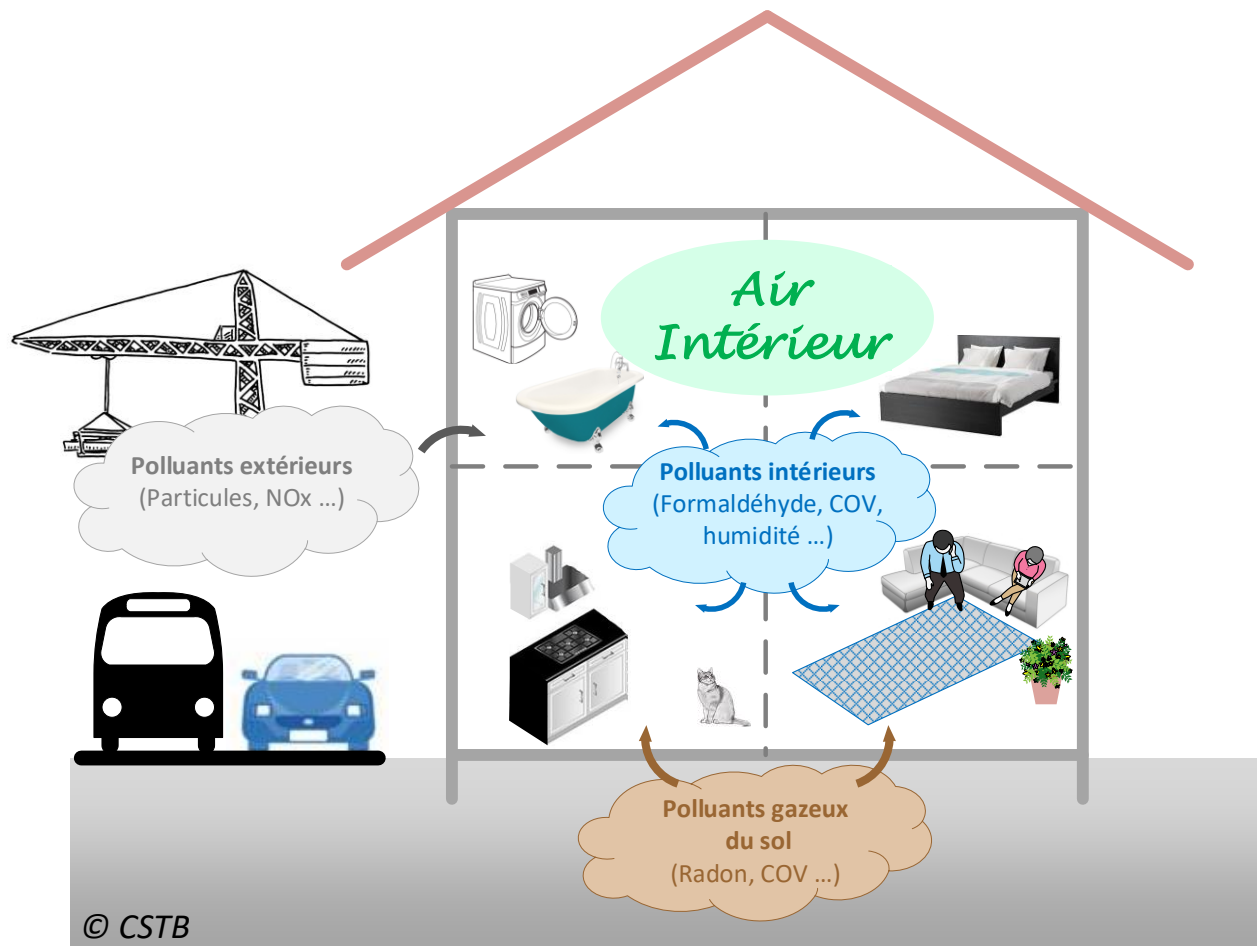 Air
Intérieur
Polluants extérieurs
(Particules, NOx ...)
Polluants intérieurs
(Formaldéhyde, COV,
humidité ...)
Polluants gazeux
du sol
(Radon, COV ...)
© CSTB